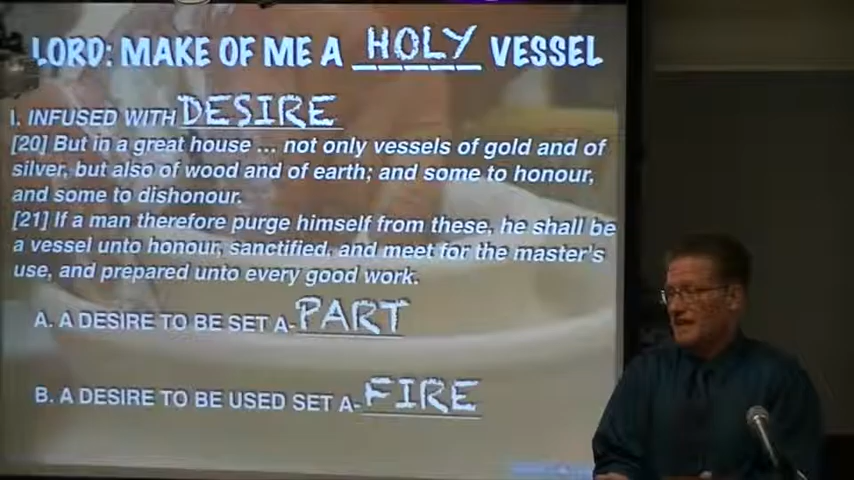 LORD: MAKE OF ME A HOLY VESSEL
I. INFUSED WITH DESIRE
[20] But in a great house ... not only vessels of gold and of
silver, but also of wood and of earth; and some to honour,
and some to dishonour.
[21] If a man therefore purge himself from these, he shall be
a vessel unto honour, sanctified, and meet for the master's
use, and prepared unto every good work.
A. A DESIRE TO BE SET A-PART
B. A DESIRE TO BE USED SET A-FIRE